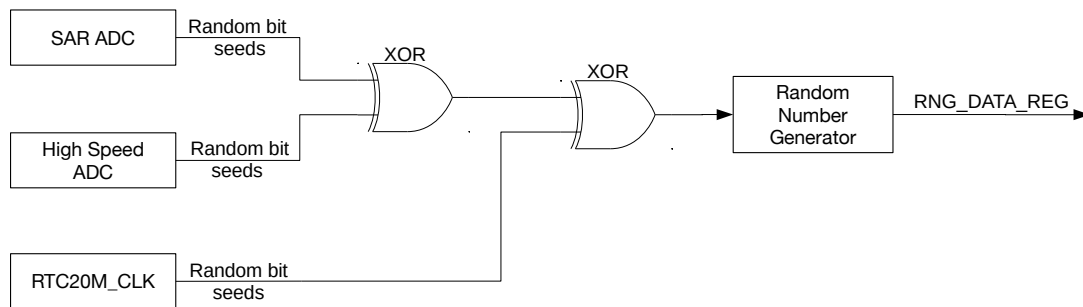 SAR ADC
Random bit
seeds
XOR
XOR
Random
Number
Generator
RNG_DATA_REG
High Speed
ADC
Random bit
seeds
RTC20M_CLK
Random bit
seeds